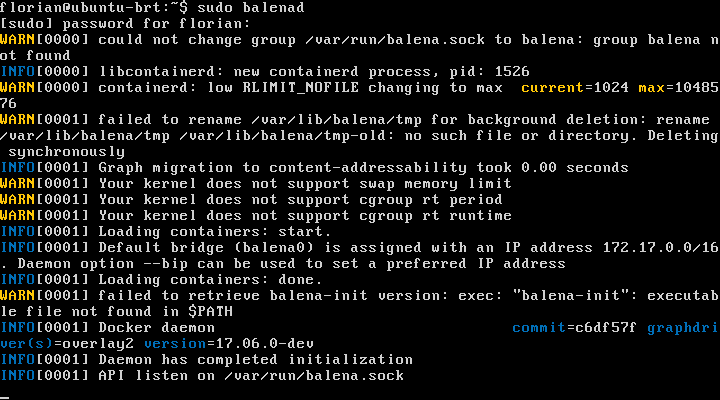 florian@ubuntu-brt:~$ sudo balenad
[sudo] password for florian:
WARN[0000] could not change group /var/run/balena.sock to balena: group balena n
ot found
INFO[0000] libcontainerd: new containerd process, pid: 1526
WARN[0000] containerd: low RLIMIT_NOFILE changing to max  current=1024 max=10485
76
WARN[0001] failed to rename /var/lib/balena/tmp for background deletion: rename
/var/lib/balena/tmp /var/lib/balena/tmp-old: no such file or directory. Deleting
 synchronously
INFO[0001] Graph migration to content-addressability took 0.00 seconds
WARN[0001] Your kernel does not support swap memory limit
WARN[0001] Your kernel does not support cgroup rt period
WARN[0001] Your kernel does not support cgroup rt runtime
INFO[0001] Loading containers: start.
INFO[0001] Default bridge (balena0) is assigned with an IP address 172.17.0.0/16
. Daemon option --bip can be used to set a preferred IP address
INFO[0001] Loading containers: done.
WARN[0001] failed to retrieve balena-init version: exec: "balena-init": executab
le file not found in $PATH
INFO[0001] Docker daemon                                 commit=c6df57f graphdri
ver(s)=overlay2 version=17.06.0-dev
INFO[0001] Daemon has completed initialization
INFO[0001] API listen on /var/run/balena.sock